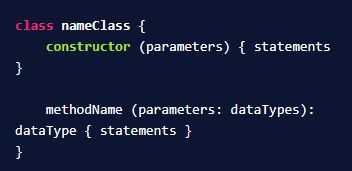 class nameClass {
    constructor (parameters) { statements
}

    methodName (parameters: dataTypes):
dataType { statements }
}